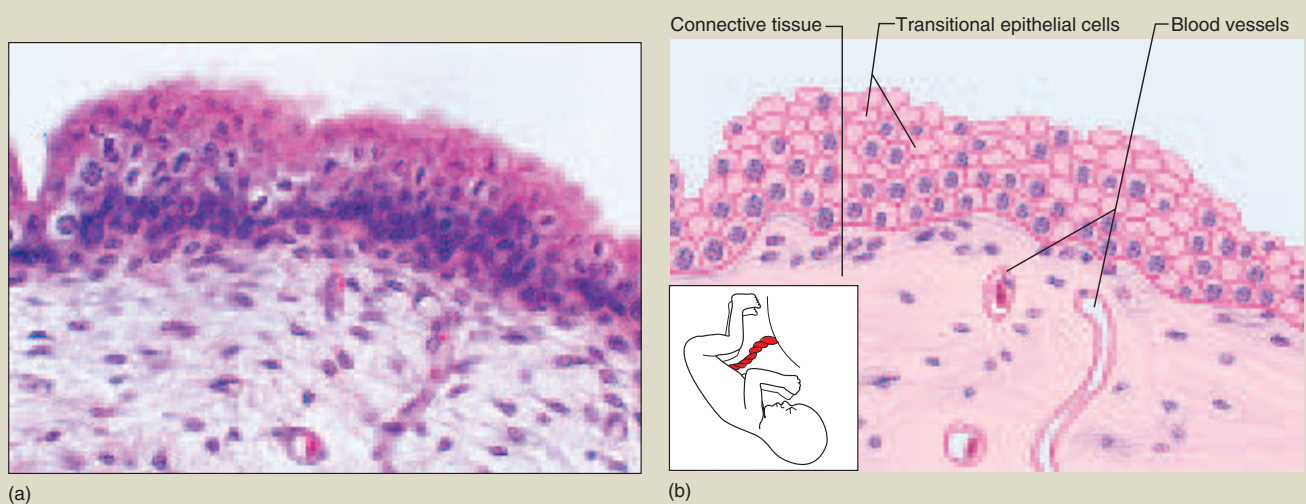 Connective tissue
Transitional epithelial cells
Blood vessels
(a)
(b)